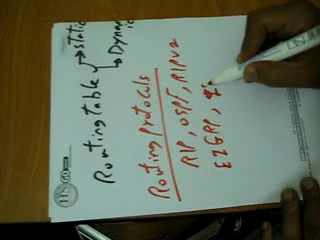 Routing table → static
→ Dynamic
Routing protocols
RIP, OSPF, RIPV2
EIGRP,